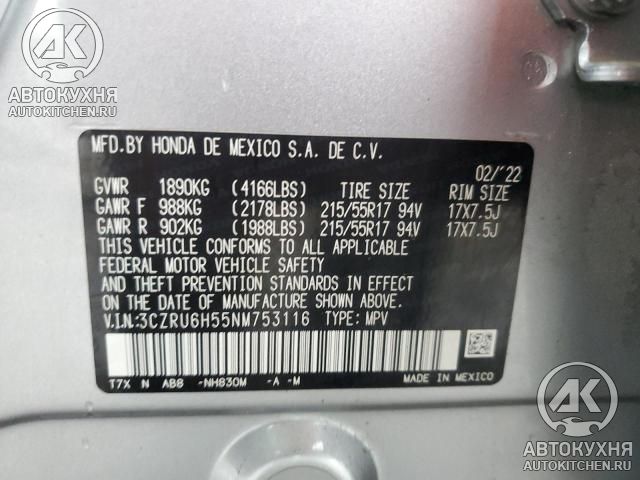 AK
АВТОКУХНЯ
AUTOKITCHEN.RU
24
MFD.BY HONDA DE MEXICO S.A. DE C.V.
02/'22
GVWR 1890KG (4166LBS) TIRE SIZE RIM SIZE
GAWR F 988KG (2178LBS) 215/55R17 94V 17X7.5J
GAWR R 902KG (1988LBS) 215/55R17 94V 17X7.5J
THIS VEHICLE CONFORMS TO ALL APPLICABLE
FEDERAL MOTOR VEHICLE SAFETY
AND THEFT PREVENTION STANDARDS IN EFFECT
ON THE DATE OF MANUFACTURE SHOWN ABOVE.
V.I.N.:3CZRU6H55NM753116 TYPE: MPV
T7X N AB8 -NH830M -A -M MADE IN MEXICO
AK
АВТОКУХНЯ
AUTOKITCHEN.RU